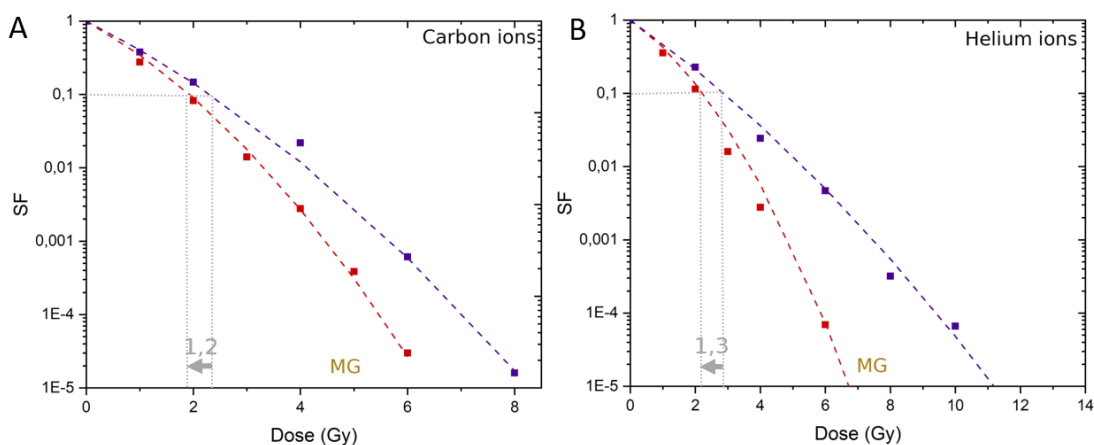 A
Carbon ions
1
0,1
0,01
0,001
1E-4
1E-5
SF
1,2
MG
0 2 4 6 8
Dose (Gy)
B
Helium ions
1
0,1
0,01
0,001
1E-4
1E-5
SF
1,3
MG
0 2 4 6 8 10 12 14
Dose (Gy)